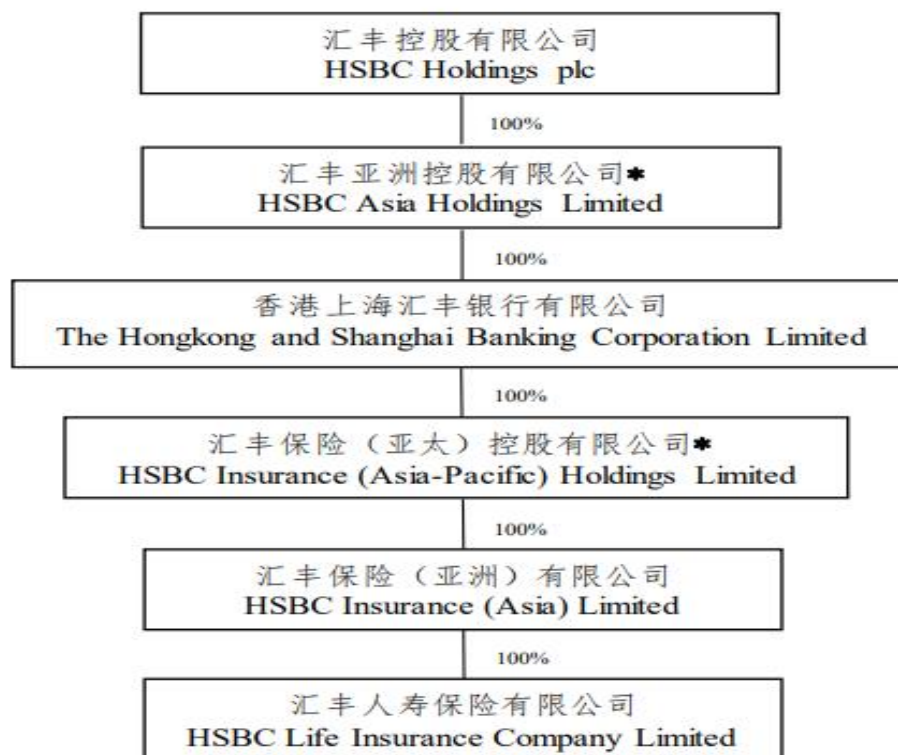 汇丰控股有限公司
HSBC Holdings plc
100%
汇丰亚洲控股有限公司*
HSBC Asia Holdings Limited
100%
香港上海汇丰银行有限公司
The Hongkong and Shanghai Banking Corporation Limited
100%
汇丰保险（亚太）控股有限公司*
HSBC Insurance (Asia-Pacific) Holdings Limited
100%
汇丰保险（亚洲）有限公司
HSBC Insurance (Asia) Limited
100%
汇丰人寿保险有限公司
HSBC Life Insurance Company Limited